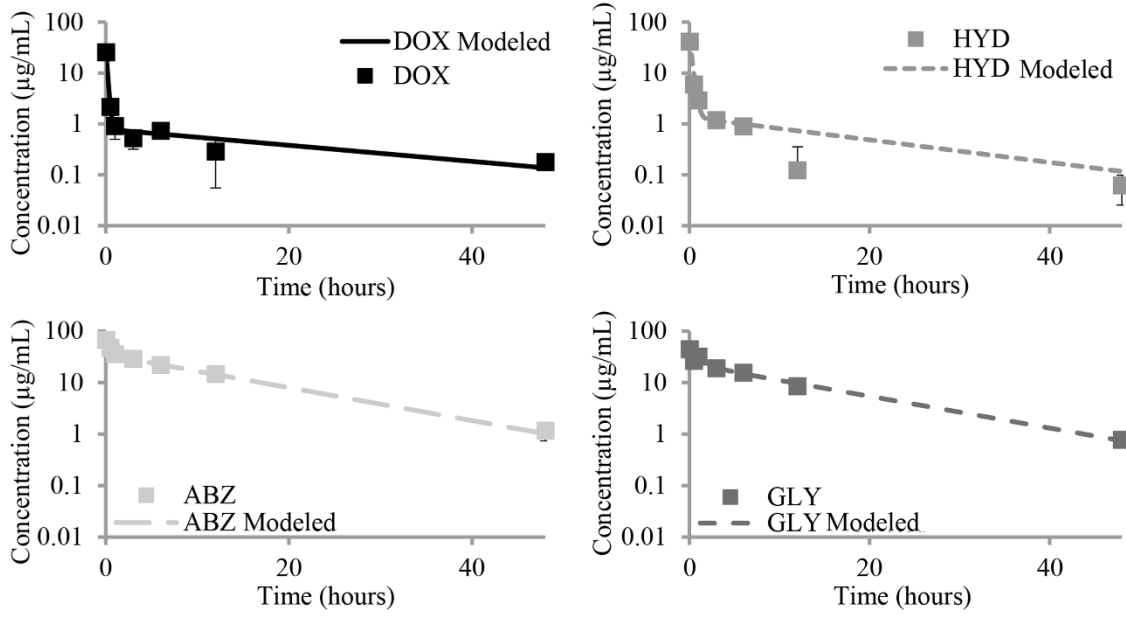 Concentration (µg/mL)
100
10
1
0.1
0.01
DOX Modeled
DOX
0
20
40
Time (hours)
Concentration (µg/mL)
100
10
1
0.1
0.01
HYD
HYD Modeled
0
20
40
Time (hours)
Concentration (µg/mL)
100
10
1
0.1
0.01
ABZ
ABZ Modeled
0
20
40
Time (hours)
Concentration (µg/mL)
100
10
1
0.1
0.01
GLY
GLY Modeled
0
20
40
Time (hours)